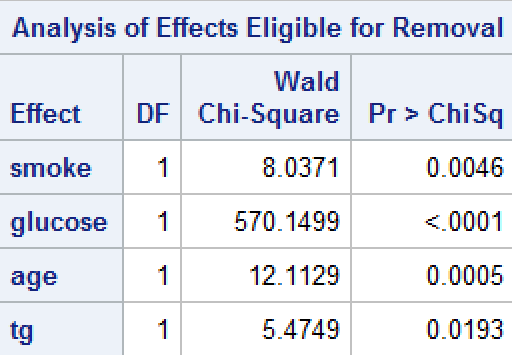 Analysis of Effects Eligible for Removal
Effect DF Wald Chi-Square Pr > ChiSq
smoke 1 8.0371 0.0046
glucose 1 570.1499 <.0001
age 1 12.1129 0.0005
tg 1 5.4749 0.0193